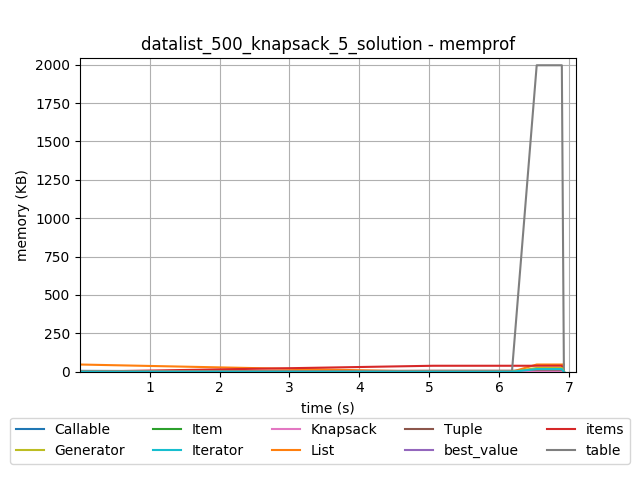 datalist_500_knapsack_5_solution - memprof
2000
1750
1500
1250
1000
750
500
250
0
memory (KB)
1 2 3 4 5 6 7
time (s)
Callable Item Knapsack Tuple items
Generator Iterator List best_value table